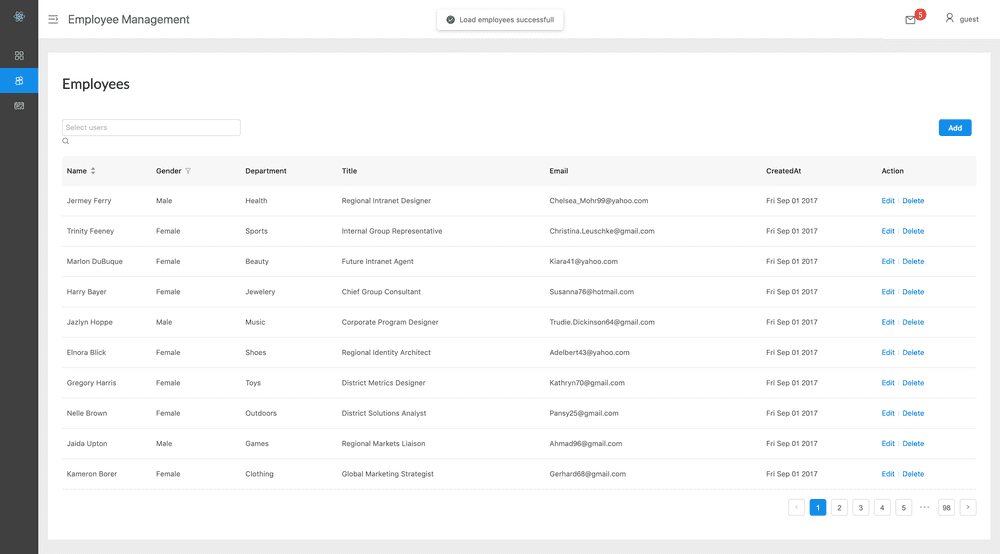 Employee Management
Load employees successfull
5
guest
Employees
Select users
Add
Name Gender Department Title Email CreatedAt Action
Jermey Ferry Male Health Regional Intranet Designer Chelsea_Mohr99@yahoo.com Fri Sep 01 2017 Edit Delete
Trinity Feeney Female Sports Internal Group Representative Christina.Leuschke@gmail.com Fri Sep 01 2017 Edit Delete
Marlon DuBuque Female Beauty Future Intranet Agent Kiara41@yahoo.com Fri Sep 01 2017 Edit Delete
Harry Bayer Female Jewelery Chief Group Consultant Susanna76@hotmail.com Fri Sep 01 2017 Edit Delete
Jazlyn Hoppe Male Music Corporate Program Designer Trudie.Dickinson64@gmail.com Fri Sep 01 2017 Edit Delete
Elnora Blick Female Shoes Regional Identity Architect Adelbert43@yahoo.com Fri Sep 01 2017 Edit Delete
Gregory Harris Female Toys District Metrics Designer Kathryn70@gmail.com Fri Sep 01 2017 Edit Delete
Nelle Brown Female Outdoors District Solutions Analyst Pansy25@gmail.com Fri Sep 01 2017 Edit Delete
Jaida Upton Male Games Regional Markets Liaison Ahmad96@gmail.com Fri Sep 01 2017 Edit Delete
Kameron Borer Female Clothing Global Marketing Strategist Gerhard68@gmail.com Fri Sep 01 2017 Edit Delete
< 1 2 3 4 5 ••• 98 >